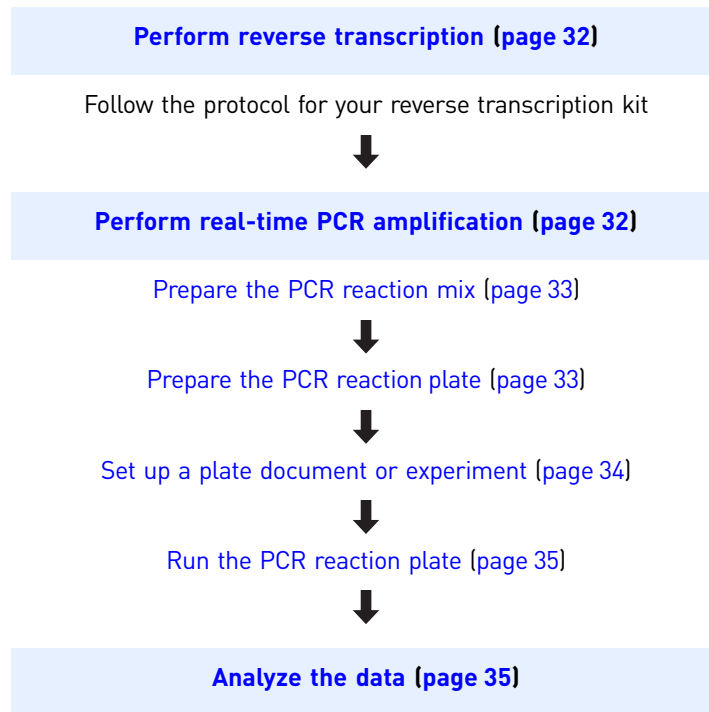 Perform reverse transcription (page 32)
Follow the protocol for your reverse transcription kit
Perform real-time PCR amplification (page 32)
Prepare the PCR reaction mix (page 33)
Prepare the PCR reaction plate (page 33)
Set up a plate document or experiment (page 34)
Run the PCR reaction plate (page 35)
Analyze the data (page 35)